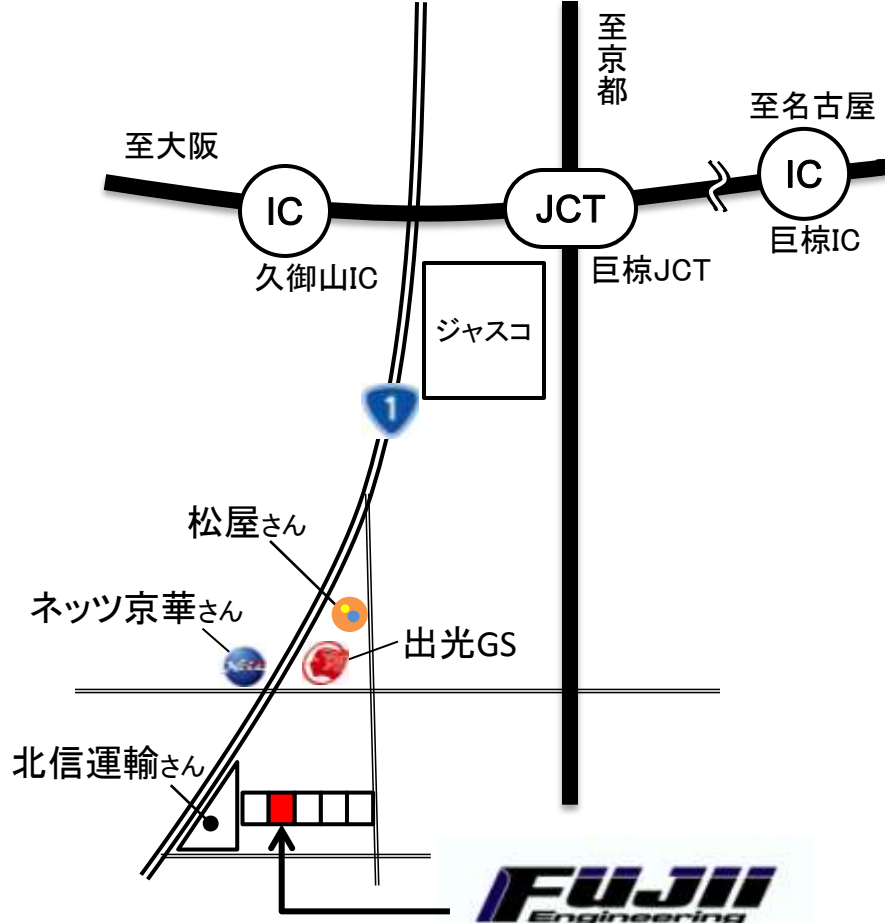 至京都
至名古屋
至大阪
IC
IC
JCT
巨椋IC
久御山IC
巨椋JCT
ジャスコ
1
松屋さん
ネッツ京華さん
出光GS
北信運輸さん
FUJII
Engineering